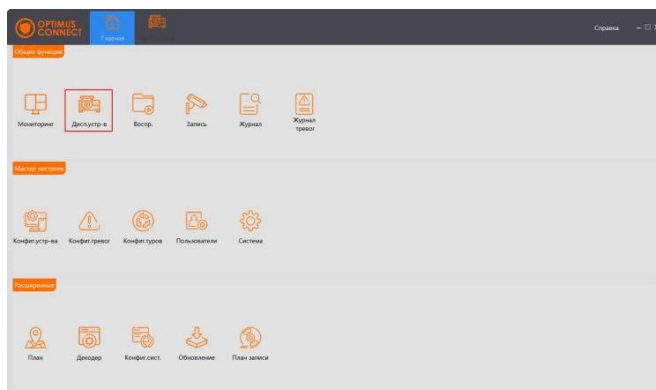 OPTIMUS
CONNECT
Главная
Справка
Общие функции
Мониторинг
Дисп.устр-в
Воспр.
Запись
Журнал
Журнал
тревог
Мастер настроек
Конфиг.устр-ва
Конфиг.тревог
Конфиг.туров
Пользователи
Система
Расширенные
План
Декодер
Конфиг.сист.
Обновление
План записи